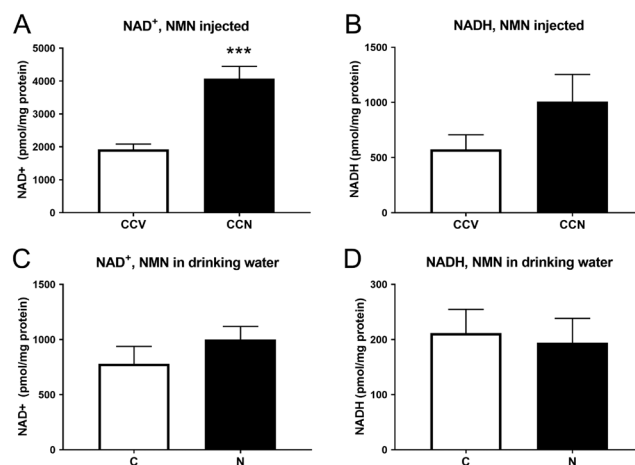 A
NAD+, NMN injected
***
NAD+ (pmol/mg protein)
5000
4000
3000
2000
1000
0
CCV CCN
B
NADH, NMN injected
NADH (pmol/mg protein)
1500
1000
500
0
CCV CCN
C
NAD+, NMN in drinking water
NAD+ (pmol/mg protein)
1500
1000
500
0
C N
D
NADH, NMN in drinking water
NADH (pmol/mg protein)
300
200
100
0
C N